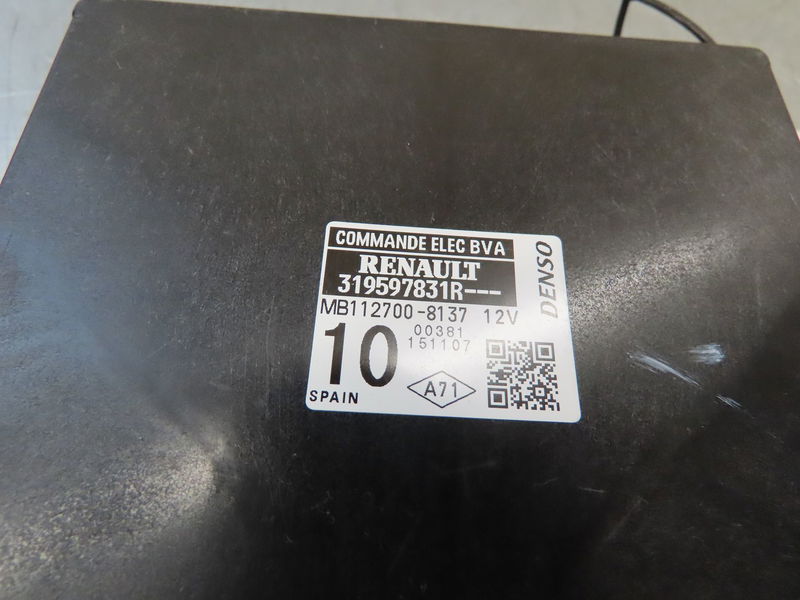 COMMANDE ELEC BVA
RENAULT
319597831R---
DENSO
MB112700-8137 12V
10
00381
151107
A71
SPAIN